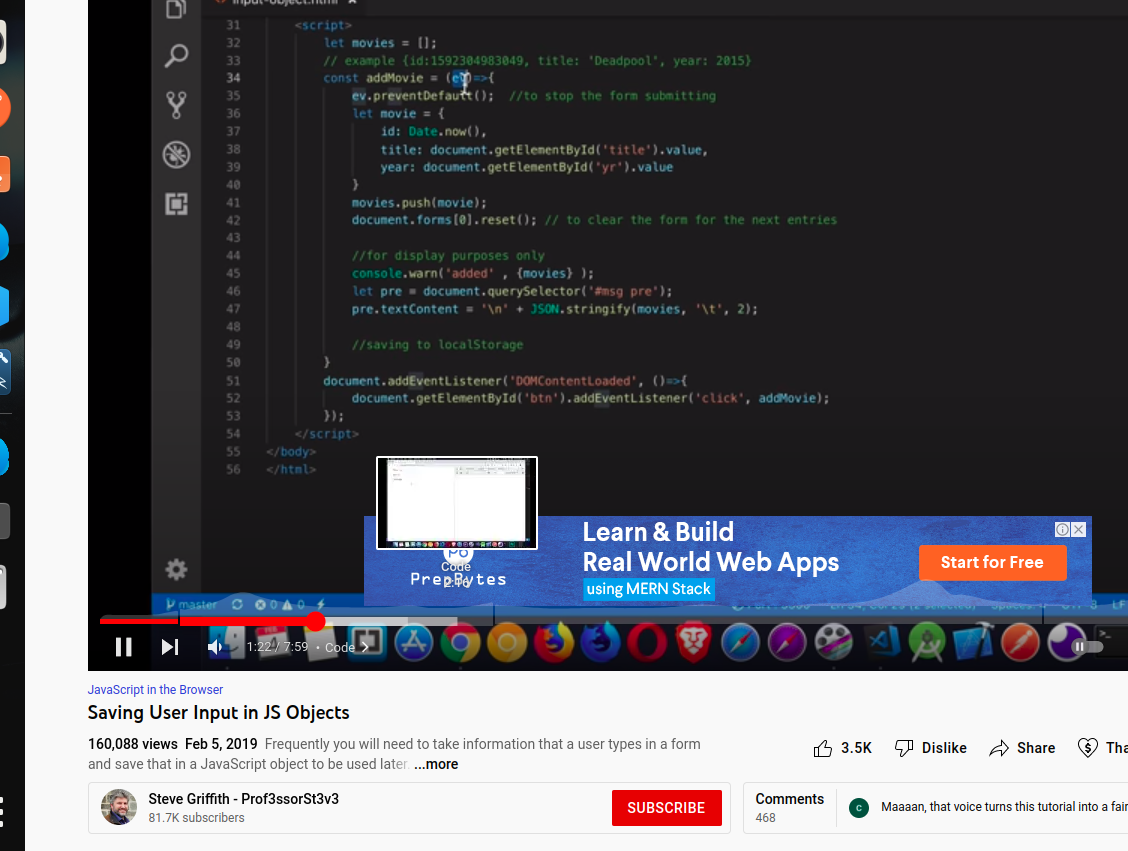 input-object.html
31 <script>
32 let movies = [];
33 // example {id:1592304983049, title: 'Deadpool', year: 2015}
34 const addMovie = (ev)=>{
35 ev.preventDefault(); //to stop the form submitting
36 let movie = {
37 id: Date.now(),
38 title: document.getElementById('title').value,
39 year: document.getElementById('yr').value
40 }
41 movies.push(movie);
42 document.forms[0].reset(); // to clear the form for the next entries
43
44 //for display purposes only
45 console.warn('added' , {movies} );
46 let pre = document.querySelector('#msg pre');
47 pre.textContent = '\n' + JSON.stringify(movies, '\t', 2);
48
49 //saving to localStorage
50 }
51 document.addEventListener('DOMContentLoaded', ()=>{
52 document.getElementById('btn').addEventListener('click', addMovie);
53 });
54 </script>
55 </body>
56 </html>
Learn & Build
Real World Web Apps
using MERN Stack
Start for Free
PrepBytes
Code
2:16
master 0 0
1:22 / 7:59 • Code
JavaScript in the Browser
Saving User Input in JS Objects
160,088 views Feb 5, 2019 Frequently you will need to take information that a user types in a form
and save that in a JavaScript object to be used later. ...more
3.5K Dislike Share Tha
Steve Griffith - Prof3ssorSt3v3
81.7K subscribers
SUBSCRIBE
Comments
468
C
Maaaan, that voice turns this tutorial into a fair